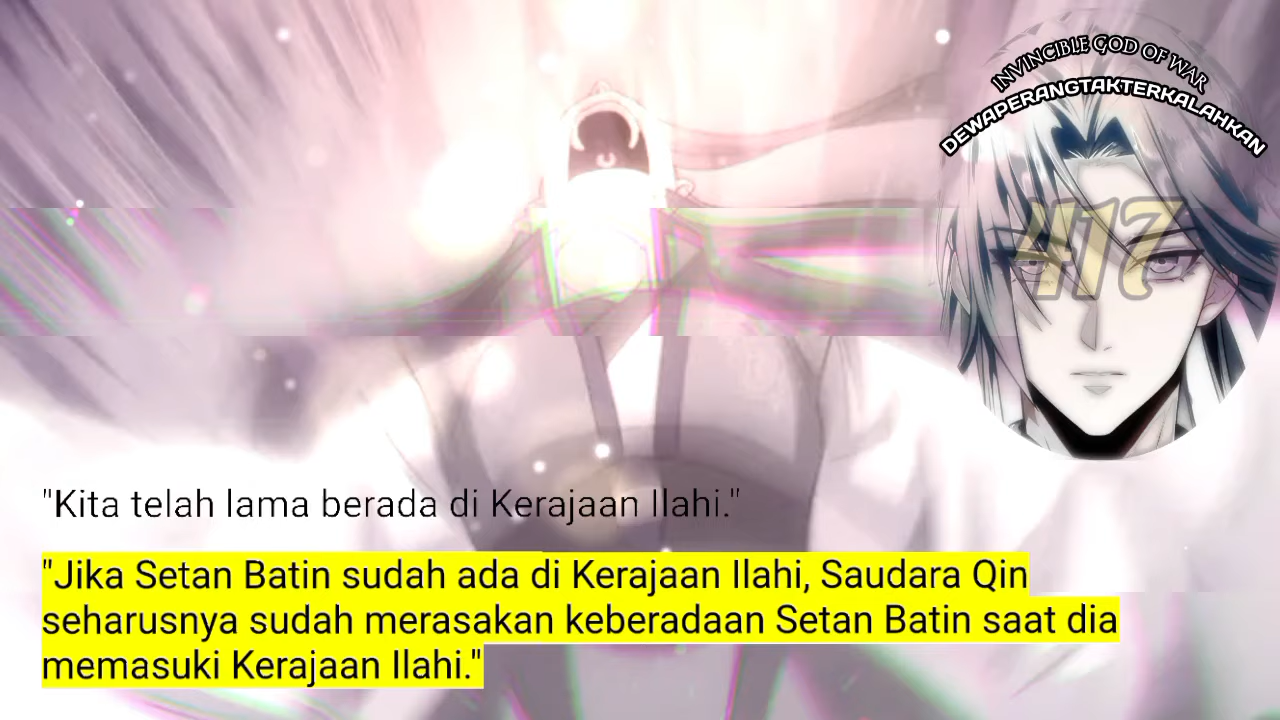 INVINCIBLE GOD OF WAR
DEWAPERANGTAKTERKALAHKAN
417
"Kita telah lama berada di Kerajaan Ilahi."
"Jika Setan Batin sudah ada di Kerajaan Ilahi, Saudara Qin
seharusnya sudah merasakan keberadaan Setan Batin saat dia
memasuki Kerajaan Ilahi."